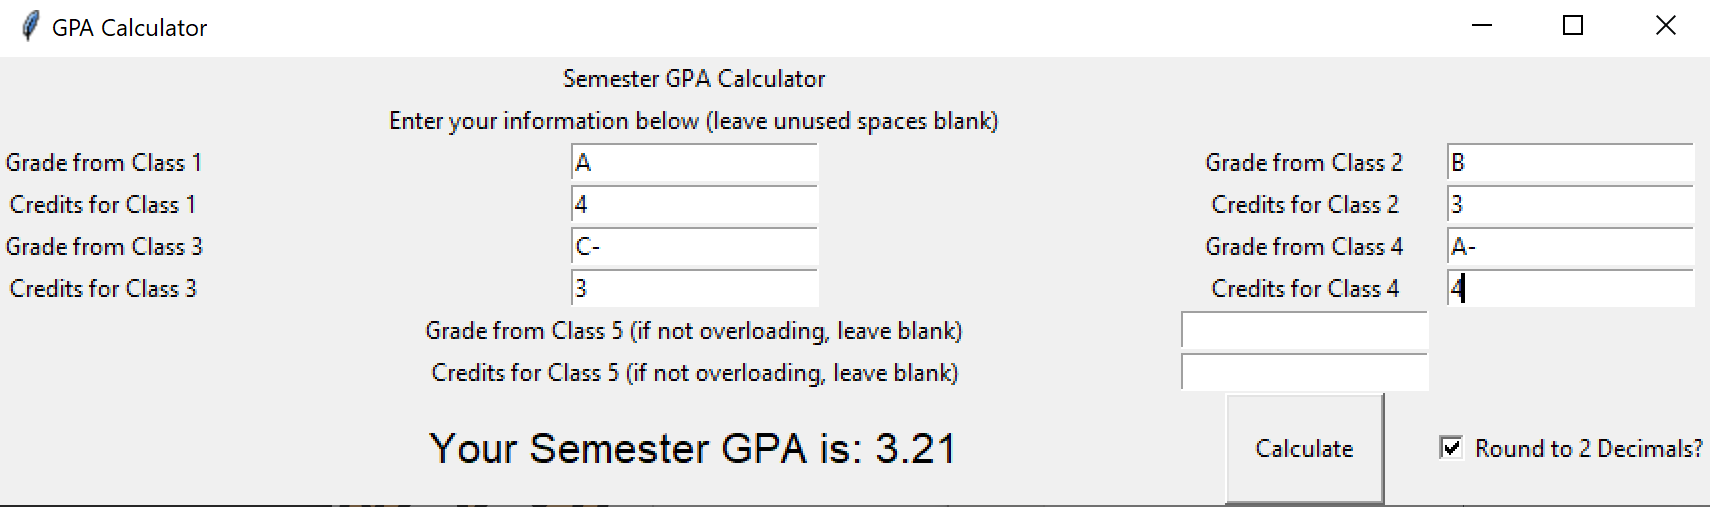 GPA Calculator
Semester GPA Calculator
Enter your information below (leave unused spaces blank)
Grade from Class 1 A Grade from Class 2 B
Credits for Class 1 4 Credits for Class 2 3
Grade from Class 3 C- Grade from Class 4 A-
Credits for Class 3 3 Credits for Class 4 4
Grade from Class 5 (if not overloading, leave blank)
Credits for Class 5 (if not overloading, leave blank)
Your Semester GPA is: 3.21 Calculate Round to 2 Decimals?